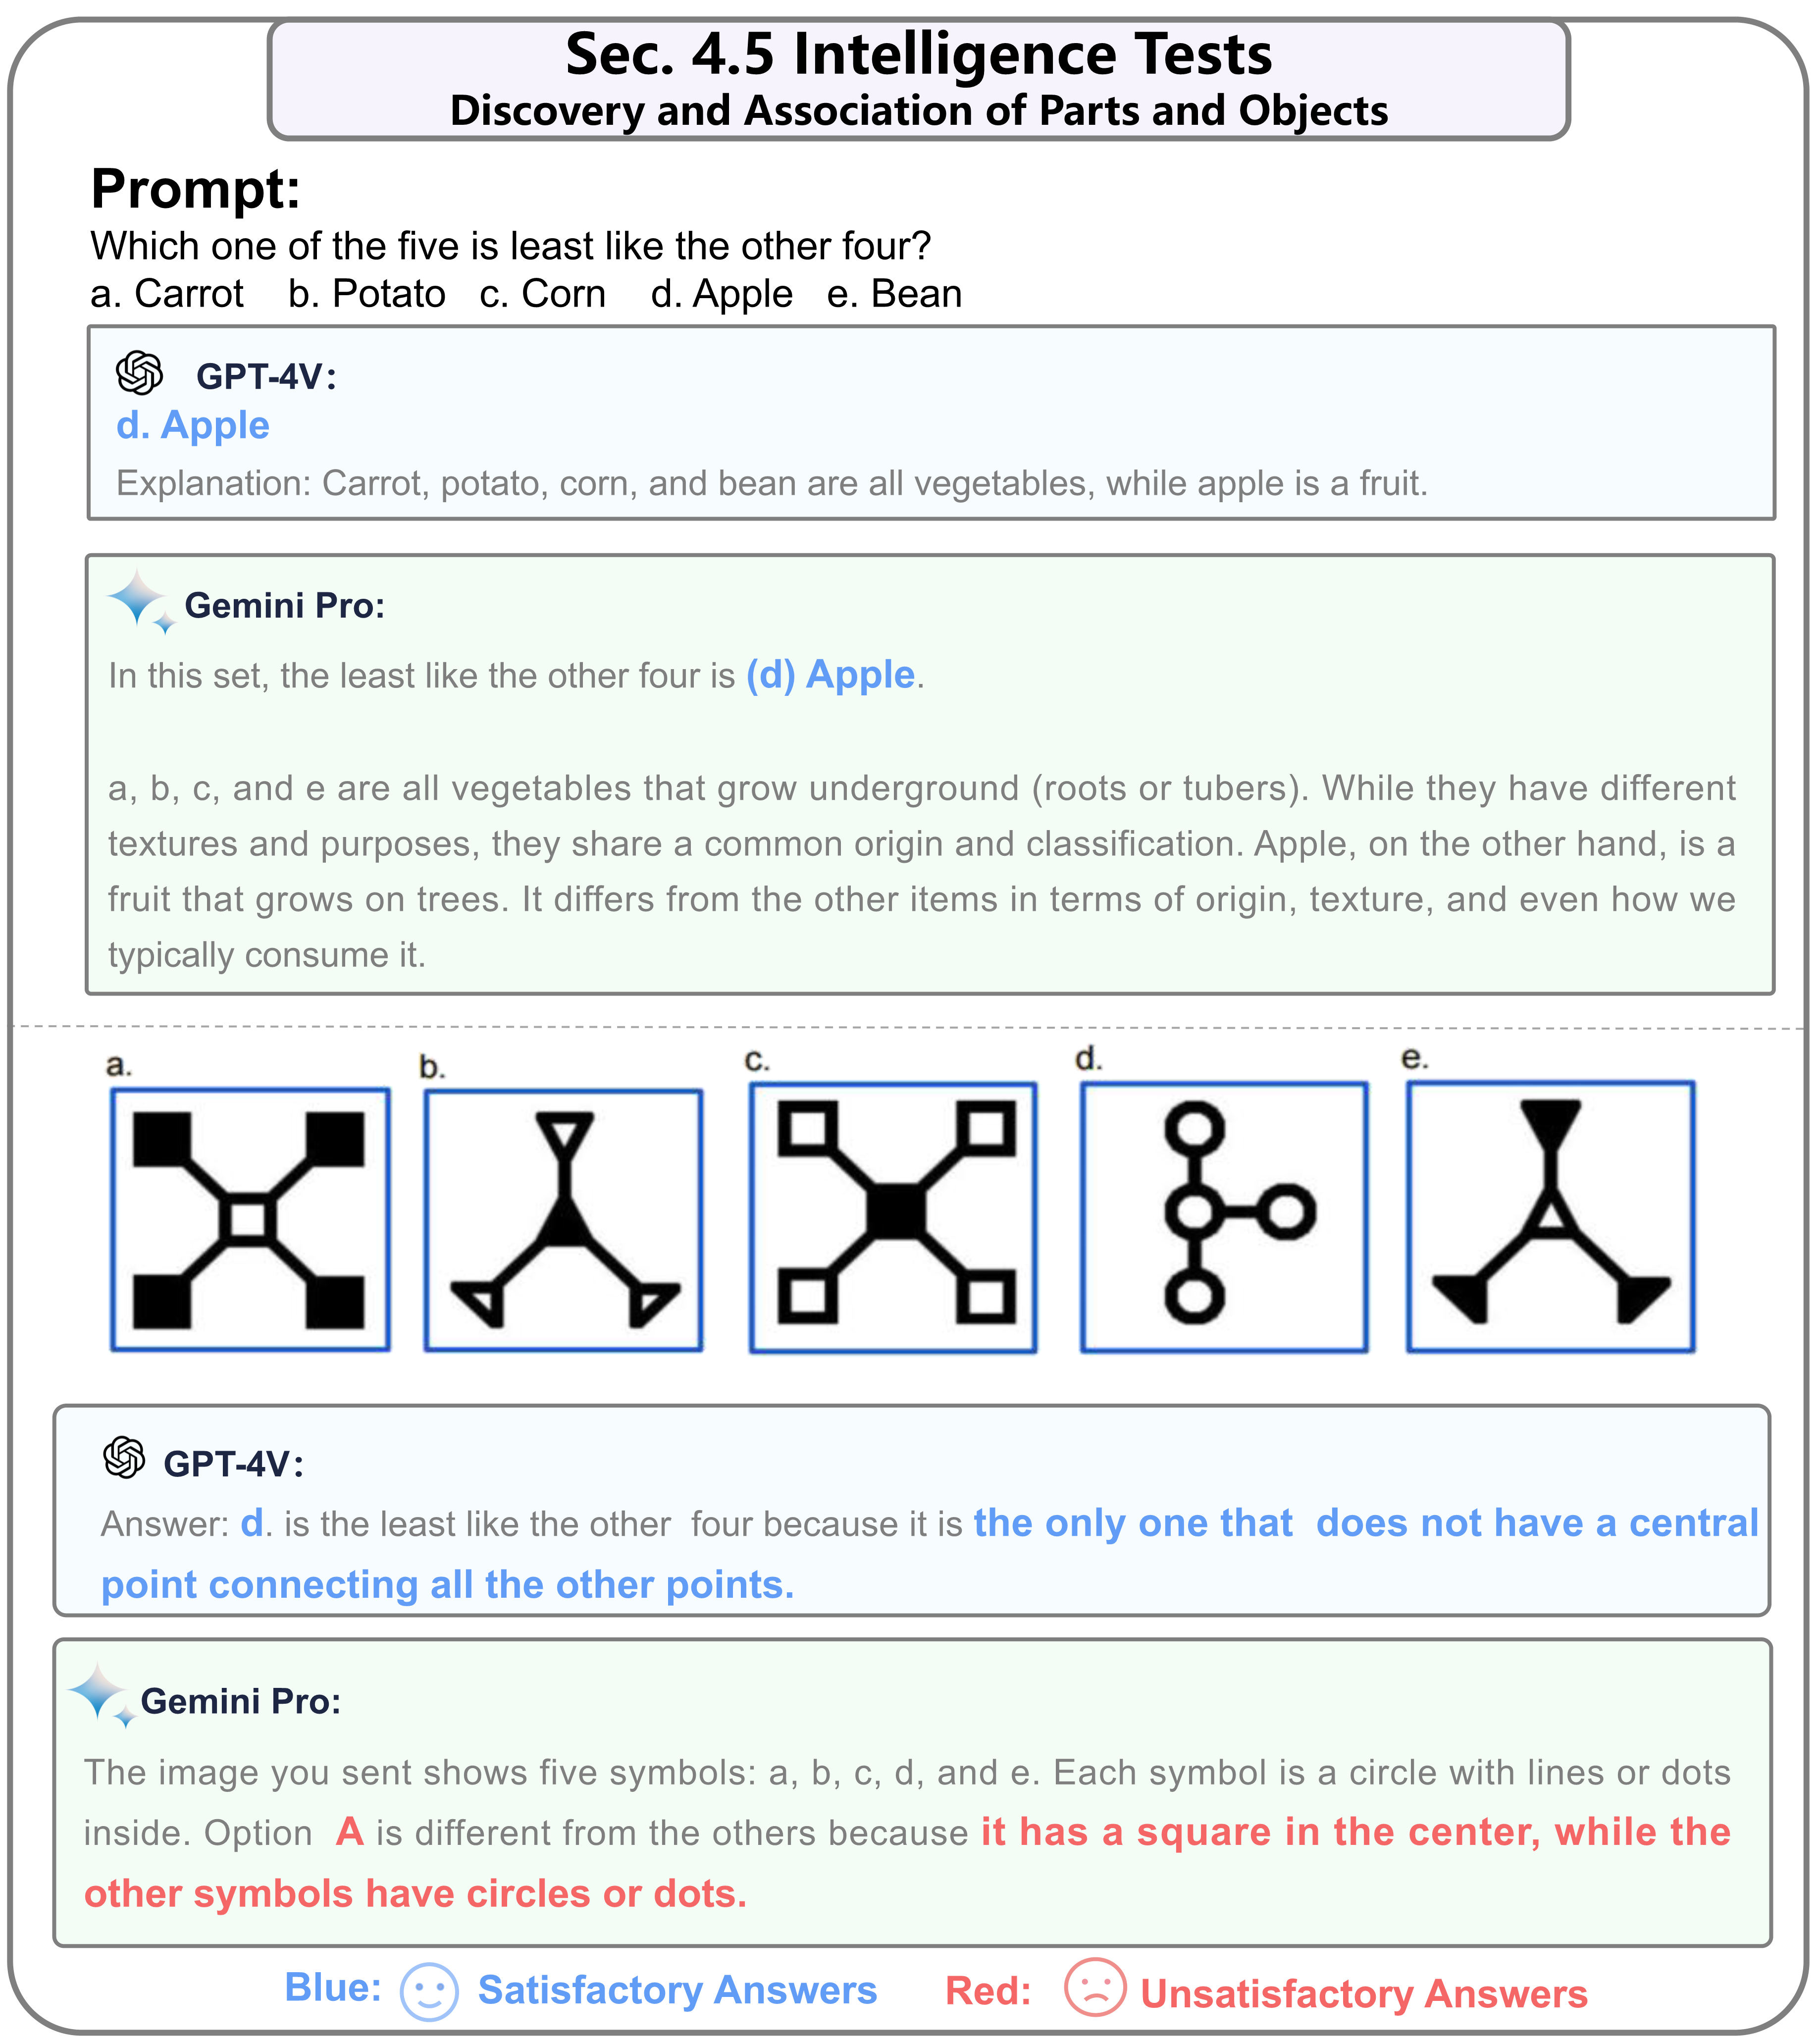 Sec. 4.5 Intelligence Tests
Discovery and Association of Parts and Objects
Prompt:
Which one of the five is least like the other four?
a. Carrot b. Potato c. Corn d. Apple e. Bean
GPT-4V:
d. Apple
Explanation: Carrot, potato, corn, and bean are all vegetables, while apple is a fruit.
Gemini Pro:
In this set, the least like the other four is (d) Apple.
a, b, c, and e are all vegetables that grow underground (roots or tubers). While they have different
textures and purposes, they share a common origin and classification. Apple, on the other hand, is a
fruit that grows on trees. It differs from the other items in terms of origin, texture, and even how we
typically consume it.
a. b. c. d. e.
GPT-4V:
Answer: d. is the least like the other four because it is the only one that does not have a central
point connecting all the other points.
Gemini Pro:
The image you sent shows five symbols: a, b, c, d, and e. Each symbol is a circle with lines or dots
inside. Option A is different from the others because it has a square in the center, while the
other symbols have circles or dots.
Blue: Satisfactory Answers Red: Unsatisfactory Answers